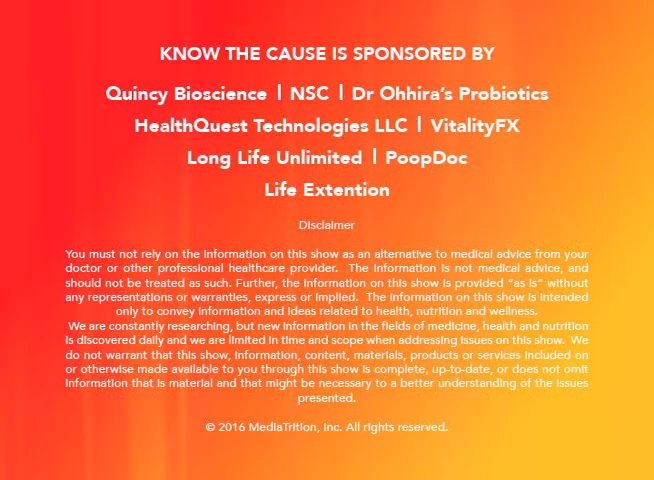 KNOW THE CAUSE IS SPONSORED BY
Quincy Bioscience | NSC | Dr Ohhira's Probiotics
HealthQuest Technologies LLC | VitalityFX
Long Life Unlimited | PoopDoc
Life Extention
Disclaimer
You must not rely on the information on this show as an alternative to medical advice from your
doctor or other professional healthcare provider.  The information is not medical advice, and
should not be treated as such. Further, the information on this show is provided "as is" without
any representations or warranties, express or implied.  The information on this show is intended
only to convey information and ideas related to health, nutrition and wellness.
We are constantly researching, but new information in the fields of medicine, health and nutrition
is discovered daily and we are limited in time and scope when addressing issues on this show.  We
do not warrant that this show, information, content, materials, products or services included on
or otherwise made available to you through this show is complete, up-to-date, or does not omit
information that is material and that might be necessary to a better understanding of the issues
presented.
© 2016 MediaTrition, Inc. All rights reserved.